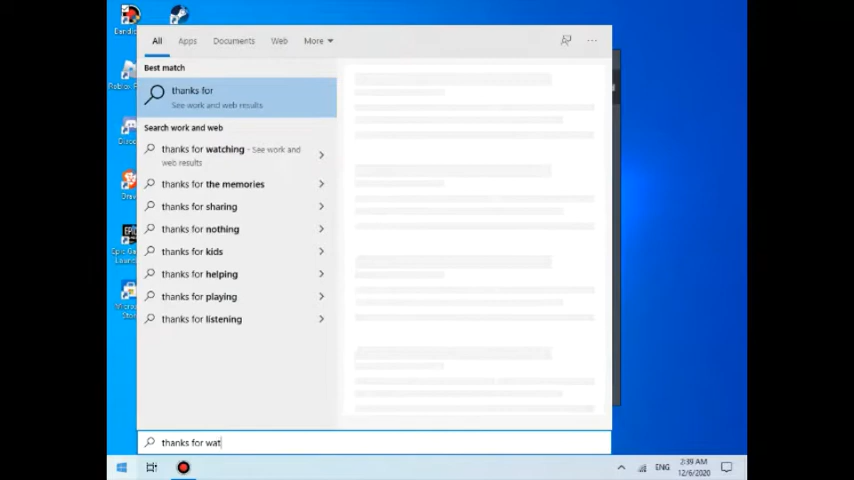 All Apps Documents Web More
Best match
thanks for
See work and web results
Search work and web
thanks for watching - See work and
web results
thanks for the memories
thanks for sharing
thanks for nothing
thanks for kids
thanks for helping
thanks for playing
thanks for listening
thanks for wat
ENG
2:39 AM
12/6/2020
Roblox
EPIC
Epic